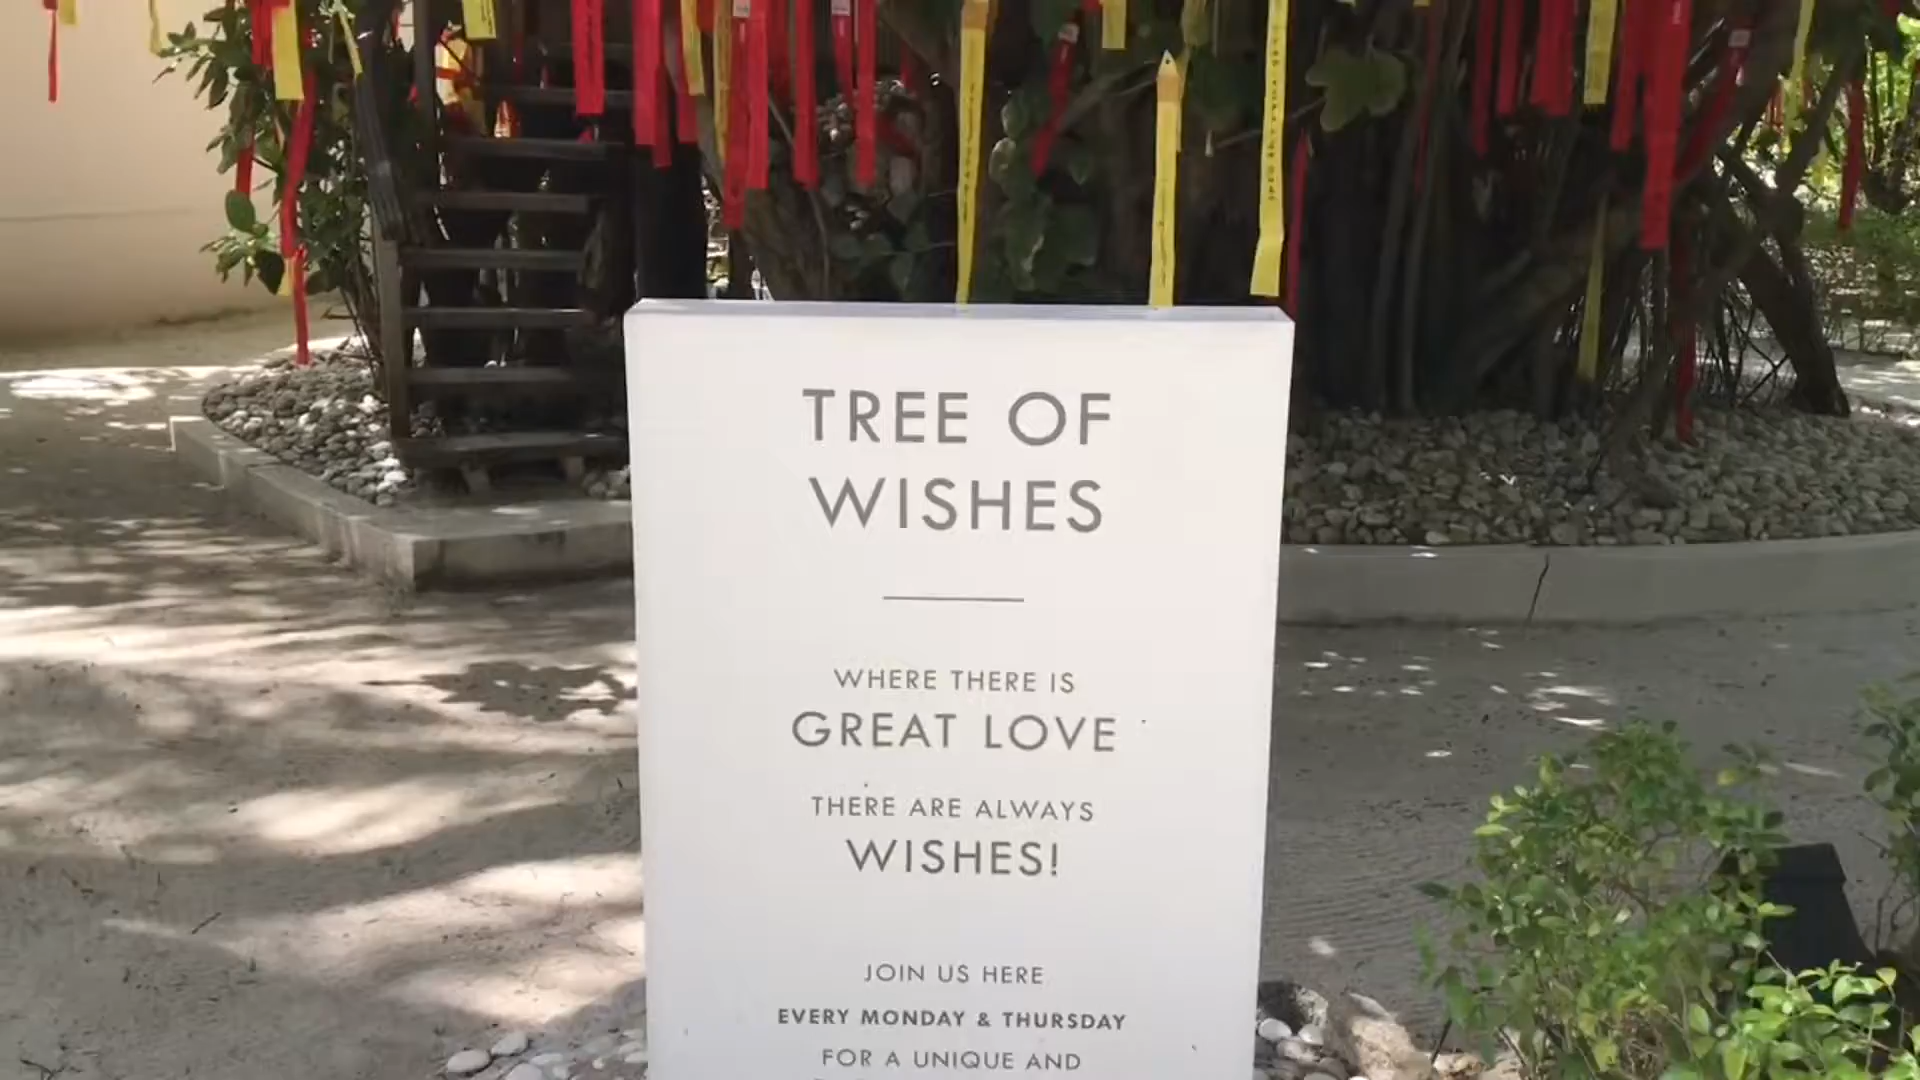 TREE OF
WISHES
WHERE THERE IS
GREAT LOVE
THERE ARE ALWAYS
WISHES!
JOIN US HERE
EVERY MONDAY & THURSDAY
FOR A UNIQUE AND